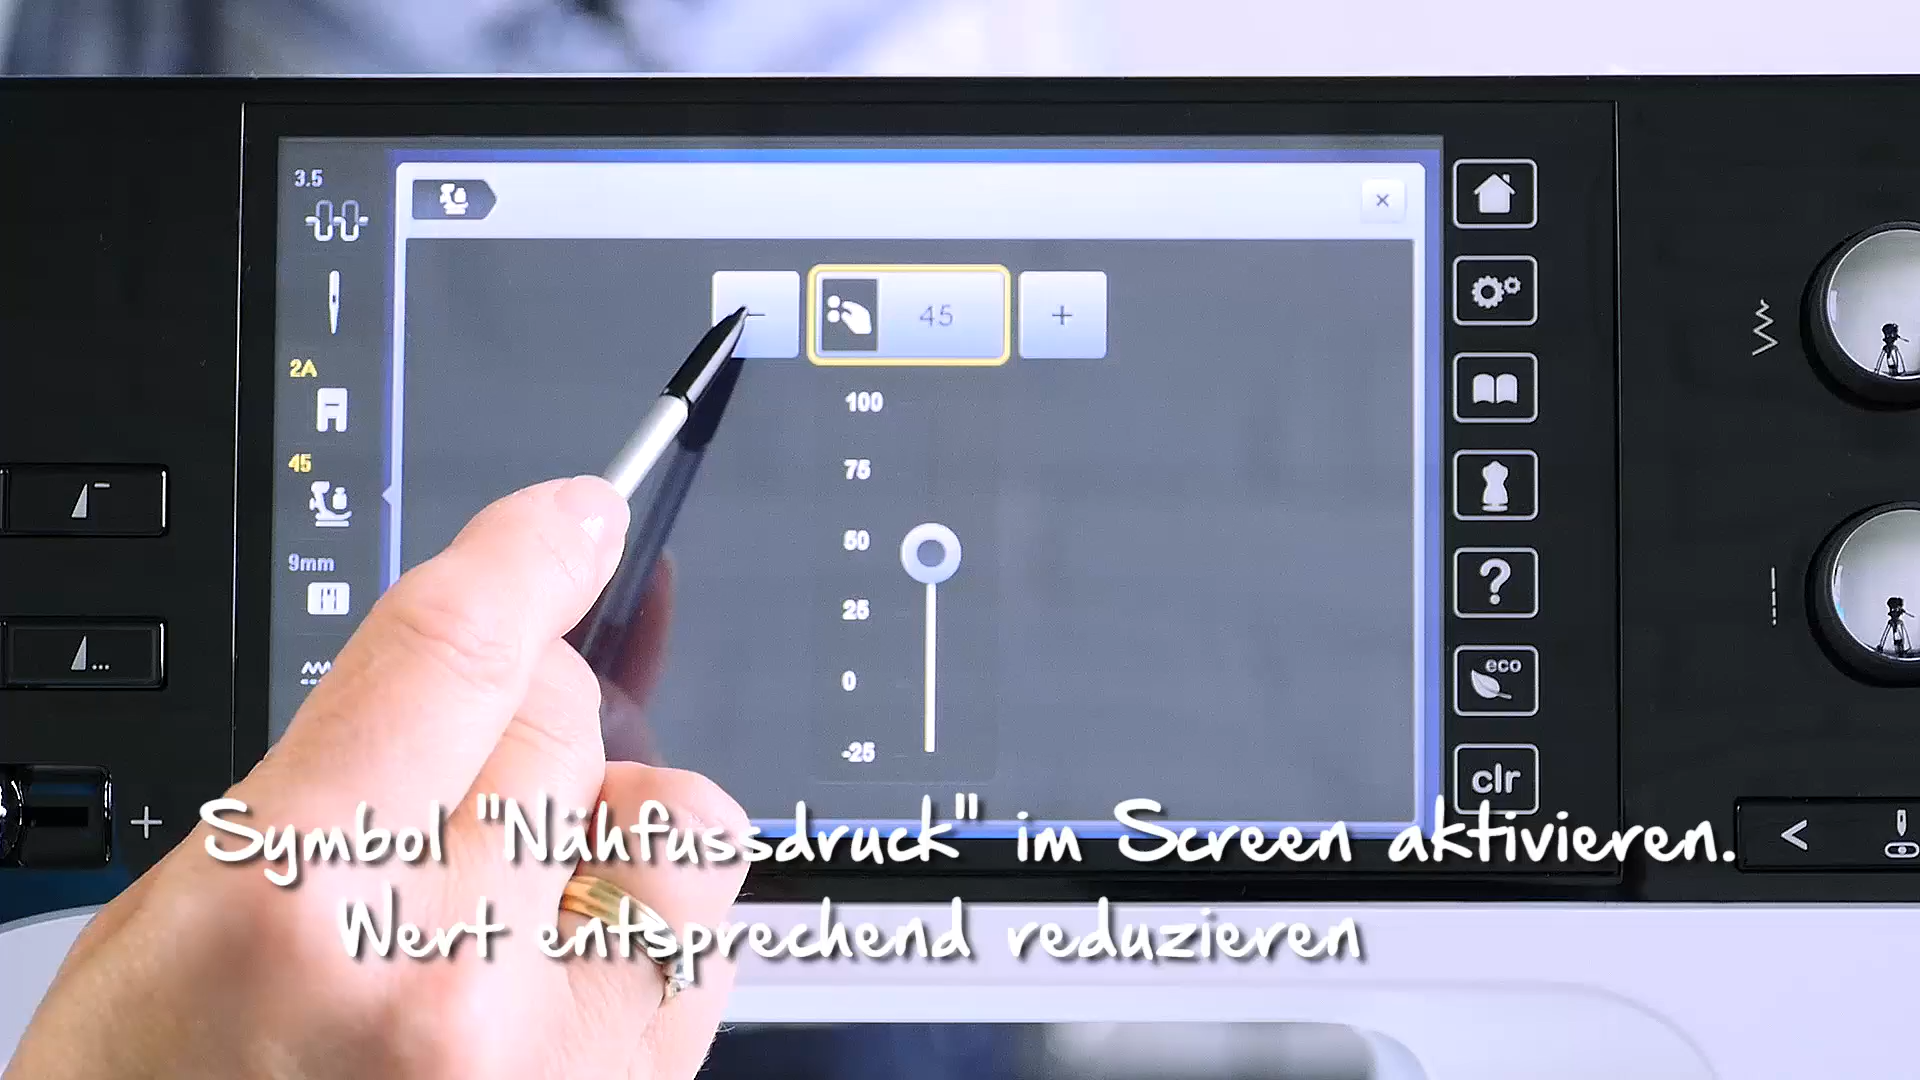 3.5
2A
45
9mm
×
−
45
+
100
75
50
25
0
-25
?
eco
clr
+
<
Symbol "Nähfussdruck" im Screen aktivieren.
Wert entsprechend reduzieren